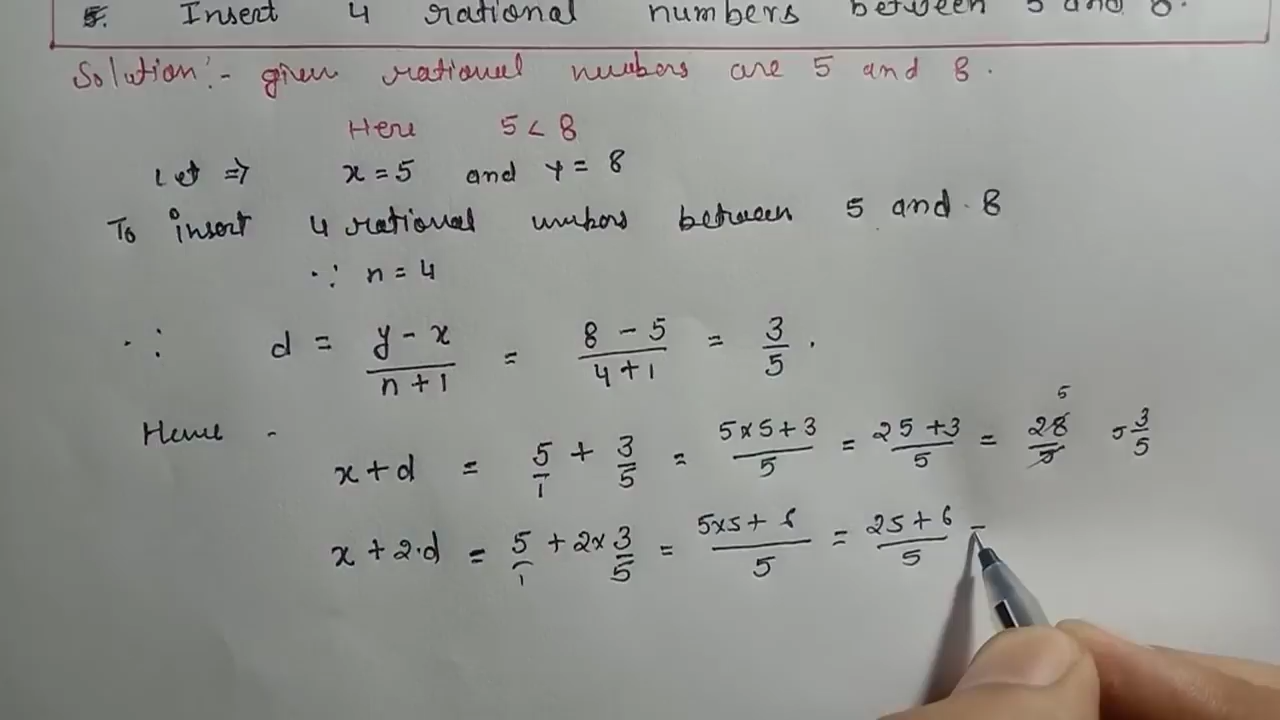 5. Insert 4 rational numbers between 5 and 8.
Solution:- given rational numbers are 5 and 8.
Here 5 < 8
Let ⇒ x = 5 and y = 8
To insert 4 rational numbers between 5 and 8
∵ n = 4
∴ d = y - x / n + 1 = 8 - 5 / 4 + 1 = 3/5 .
Hence - x + d = 5/1 + 3/5 = 5×5+3 / 5 = 25+3 / 5 = 28/5 5 5 3/5
x + 2·d = 5/1 + 2× 3/5 = 5×5+6 / 5 = 25+6 / 5 =